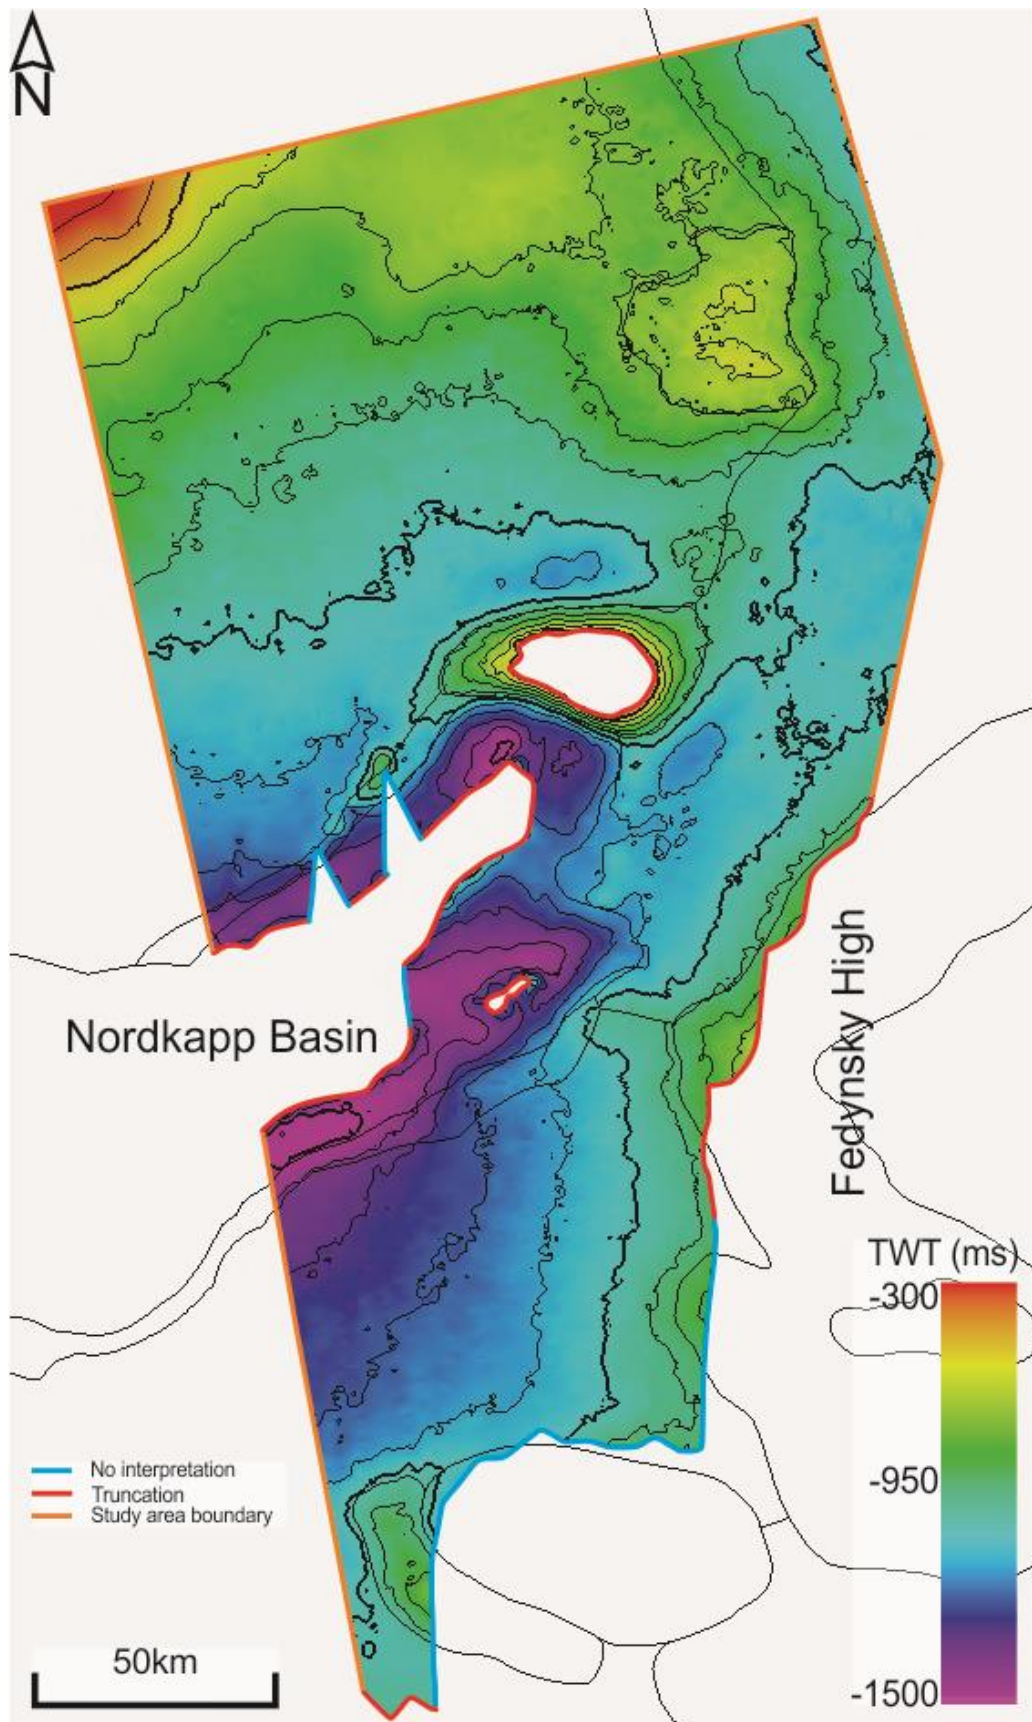 N
Nordkapp Basin
Fedynsky High
TWT (ms)
-300
-950
-1500
No interpretation
Truncation
Study area boundary
50km